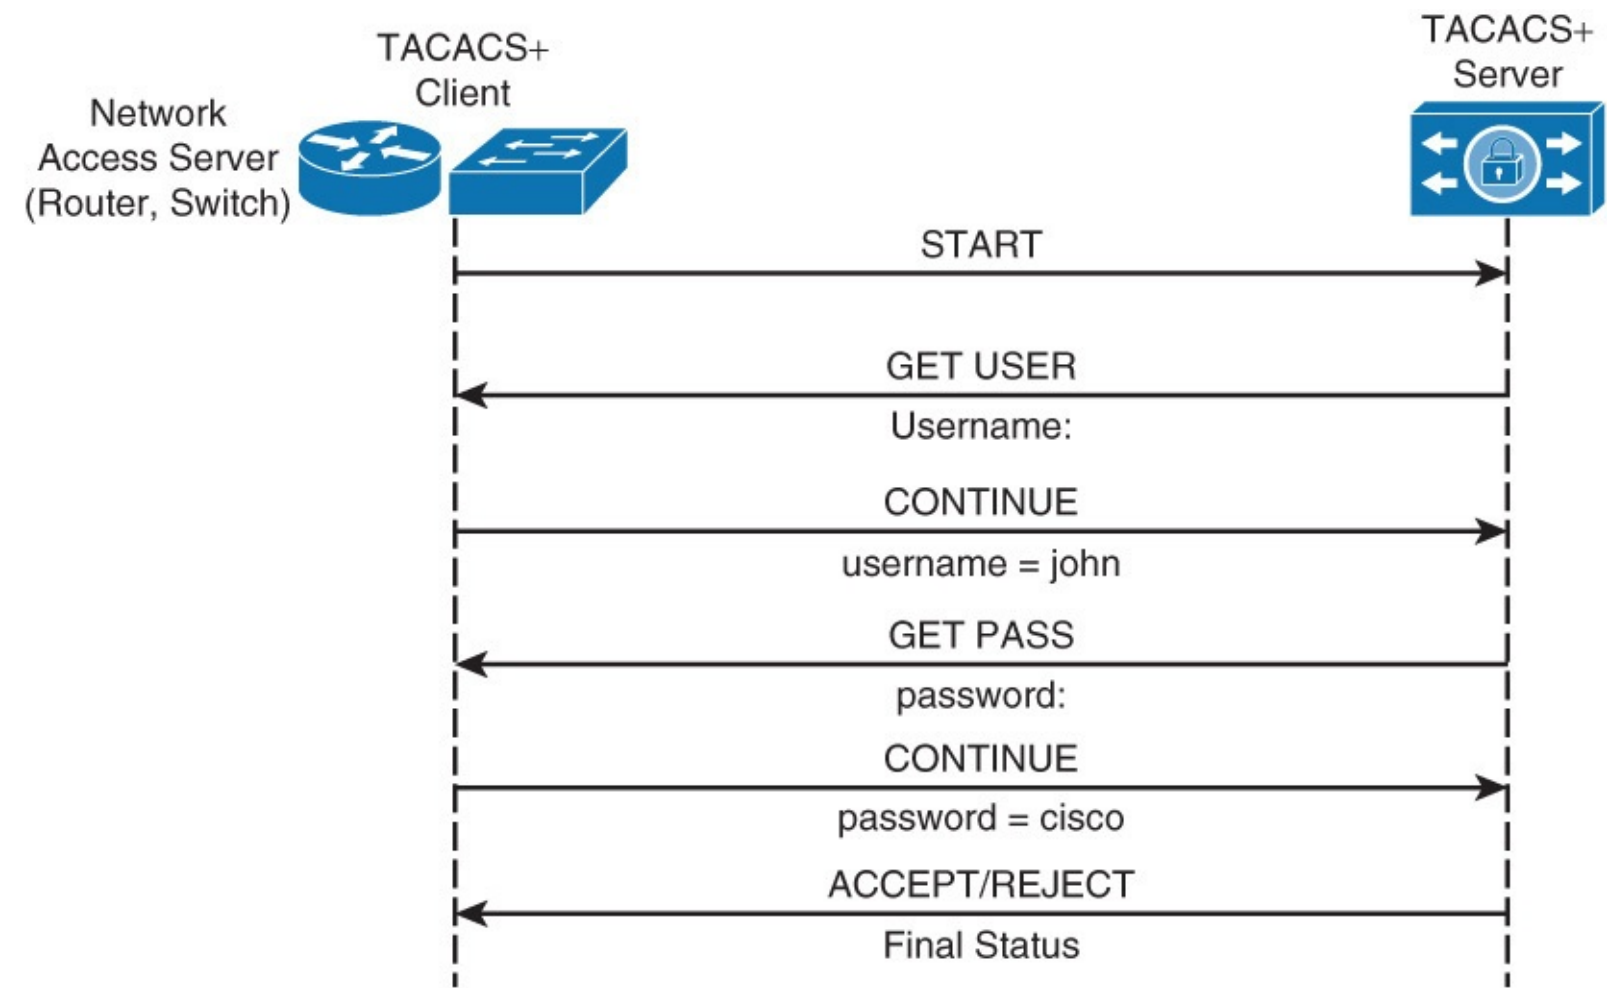 TACACS+
Client
Network
Access Server
(Router, Switch)
TACACS+
Server
START
GET USER
Username:
CONTINUE
username = john
GET PASS
password:
CONTINUE
password = cisco
ACCEPT/REJECT
Final Status